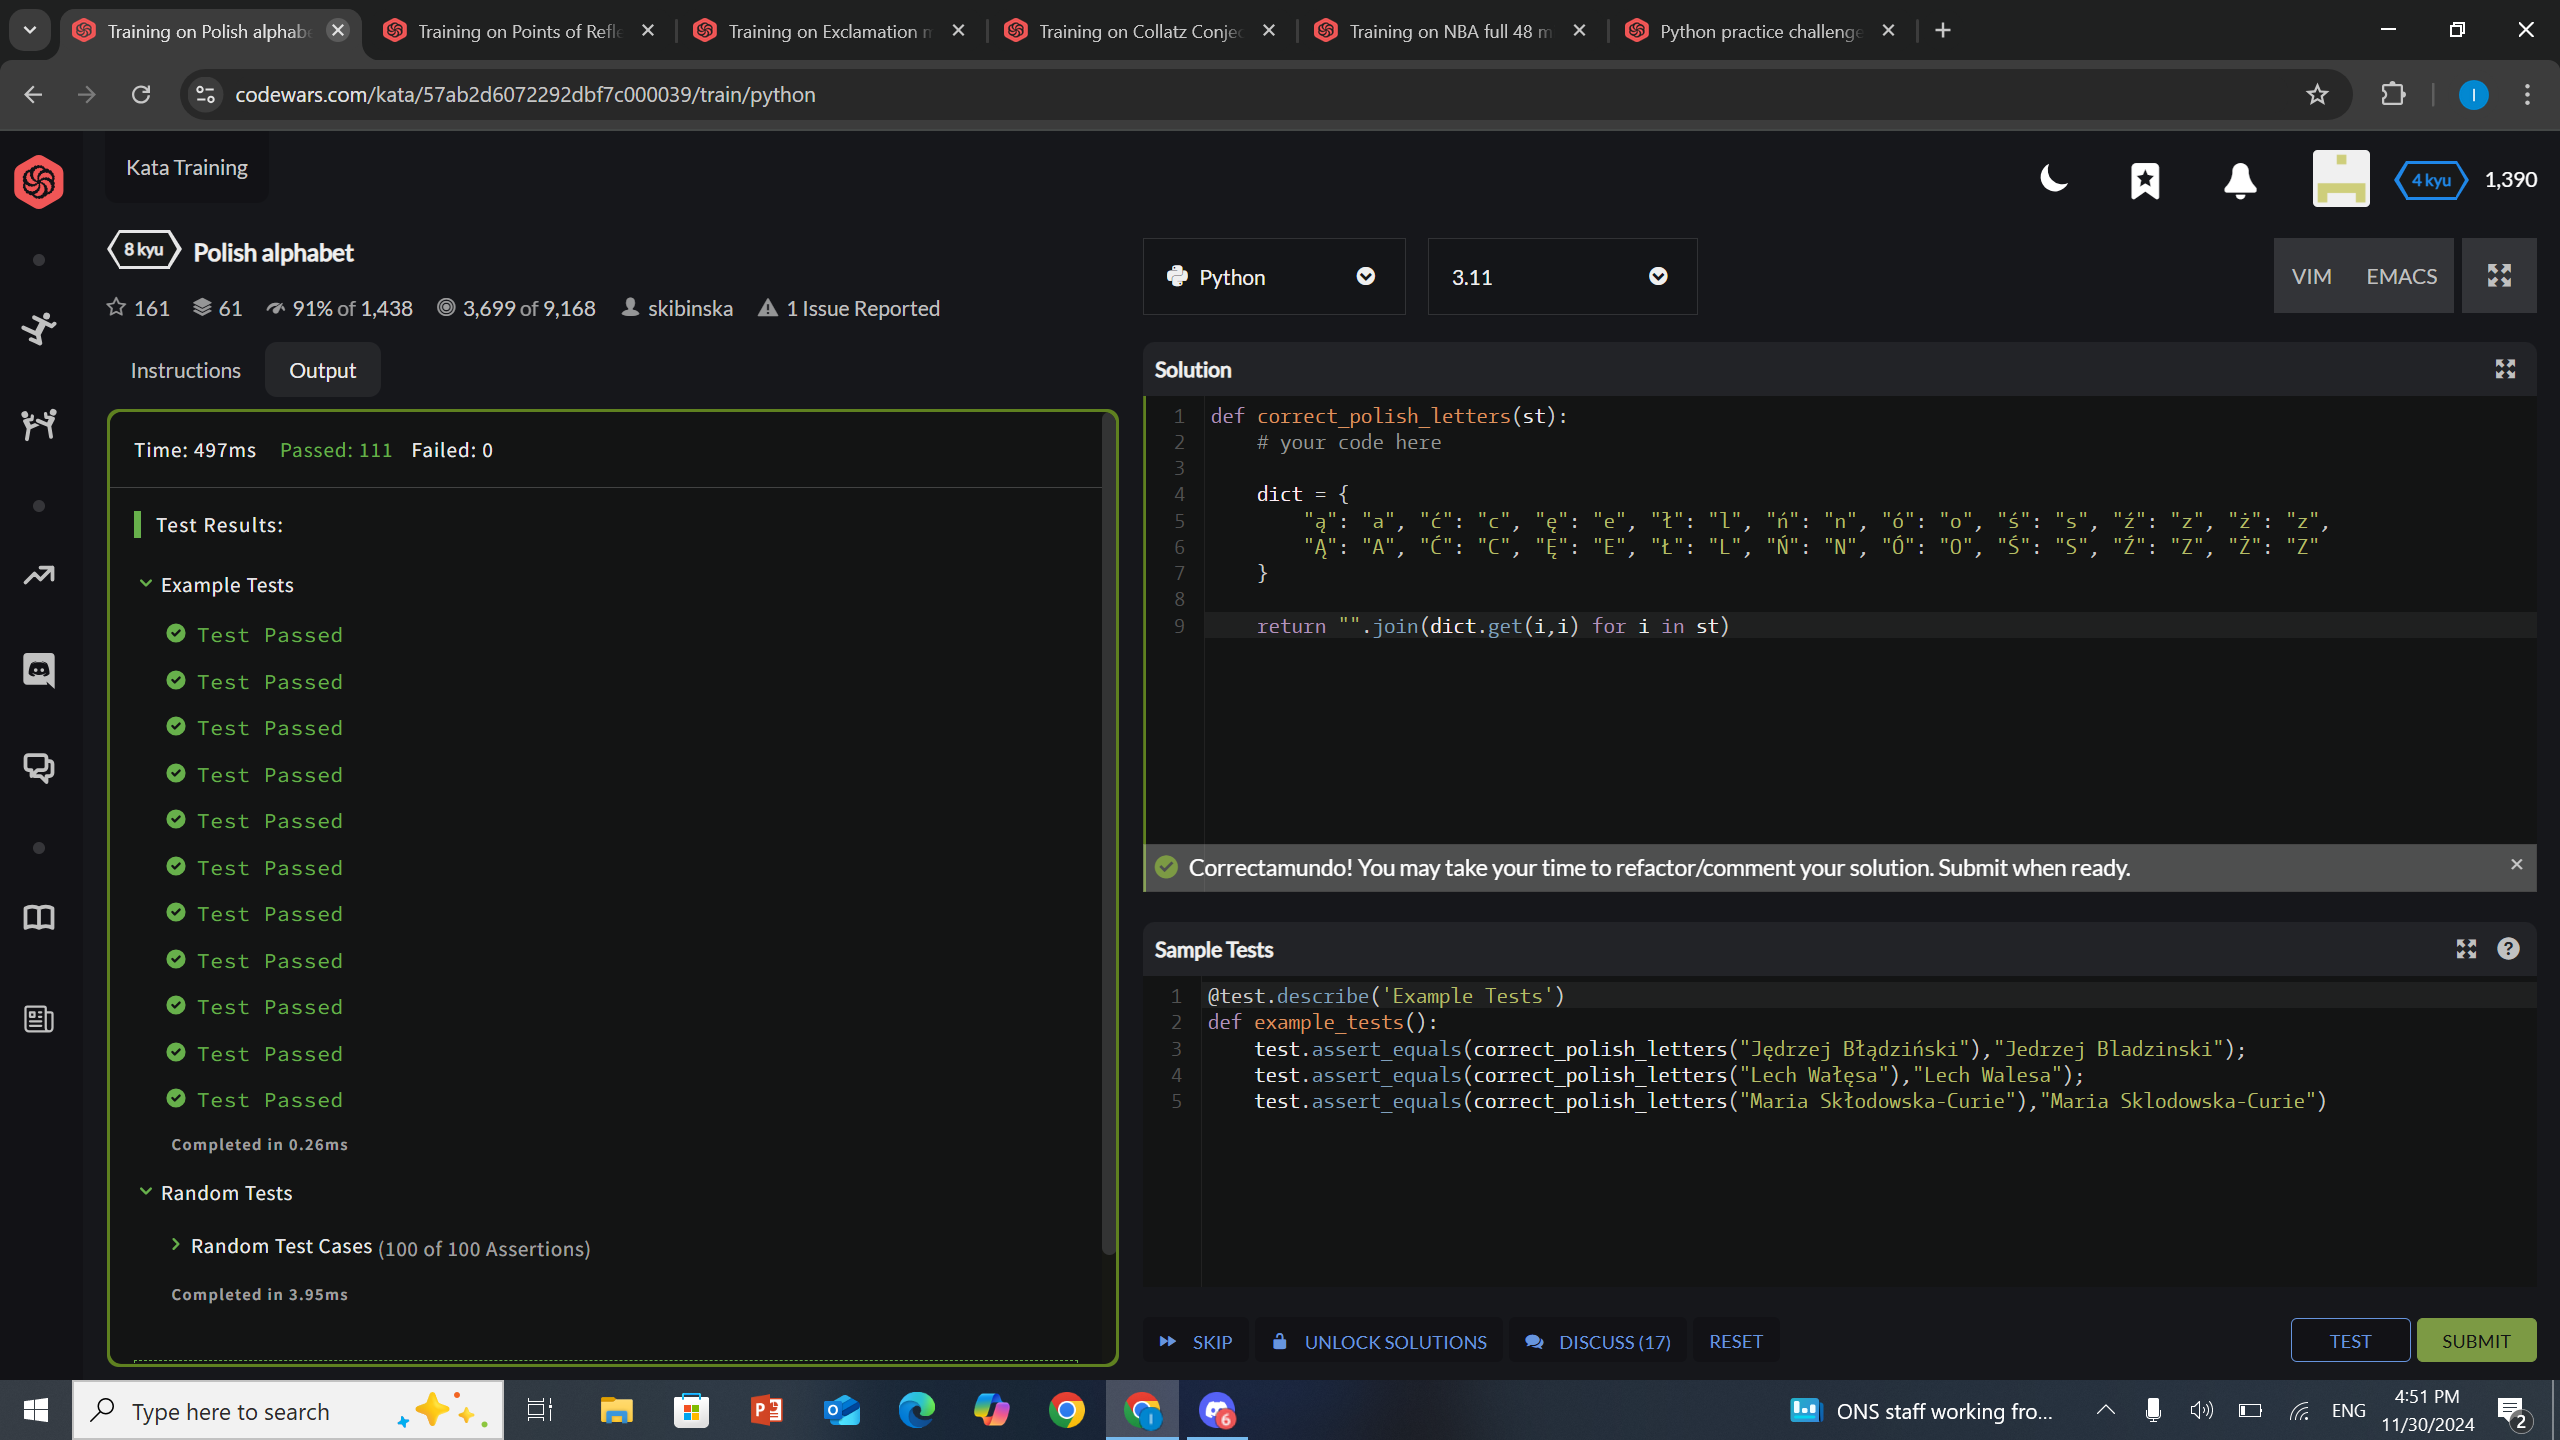 Training on Polish alphabe
Training on Points of Refle
Training on Exclamation m
Training on Collatz Conjec
Training on NBA full 48 m
Python practice challenge
codewars.com/kata/57ab2d6072292dbf7c000039/train/python
I
Kata Training
4 kyu
1,390
8 kyu
Polish alphabet
161
61
91% of 1,438
3,699 of 9,168
skibinska
1 Issue Reported
Python
3.11
VIM
EMACS
Instructions
Output
Time: 497ms Passed: 111 Failed: 0
Test Results:
Example Tests
Test Passed
Test Passed
Test Passed
Test Passed
Test Passed
Test Passed
Test Passed
Test Passed
Test Passed
Test Passed
Test Passed
Completed in 0.26ms
Random Tests
Random Test Cases (100 of 100 Assertions)
Completed in 3.95ms
Solution
1 def correct_polish_letters(st):
2 # your code here
3
4 dict = {
5 "ą": "a", "ć": "c", "ę": "e", "ł": "l", "ń": "n", "ó": "o", "ś": "s", "ź": "z", "ż": "z",
6 "Ą": "A", "Ć": "C", "Ę": "E", "Ł": "L", "Ń": "N", "Ó": "O", "Ś": "S", "Ź": "Z", "Ż": "Z"
7 }
8
9 return "".join(dict.get(i,i) for i in st)
Correctamundo! You may take your time to refactor/comment your solution. Submit when ready.
Sample Tests
1 @test.describe('Example Tests')
2 def example_tests():
3 test.assert_equals(correct_polish_letters("Jędrzej Błądziński"),"Jedrzej Bladzinski");
4 test.assert_equals(correct_polish_letters("Lech Wałęsa"),"Lech Walesa");
5 test.assert_equals(correct_polish_letters("Maria Skłodowska-Curie"),"Maria Sklodowska-Curie")
SKIP
UNLOCK SOLUTIONS
DISCUSS (17)
RESET
TEST
SUBMIT
Type here to search
6
ONS staff working fro...
ENG
4:51 PM
11/30/2024
2